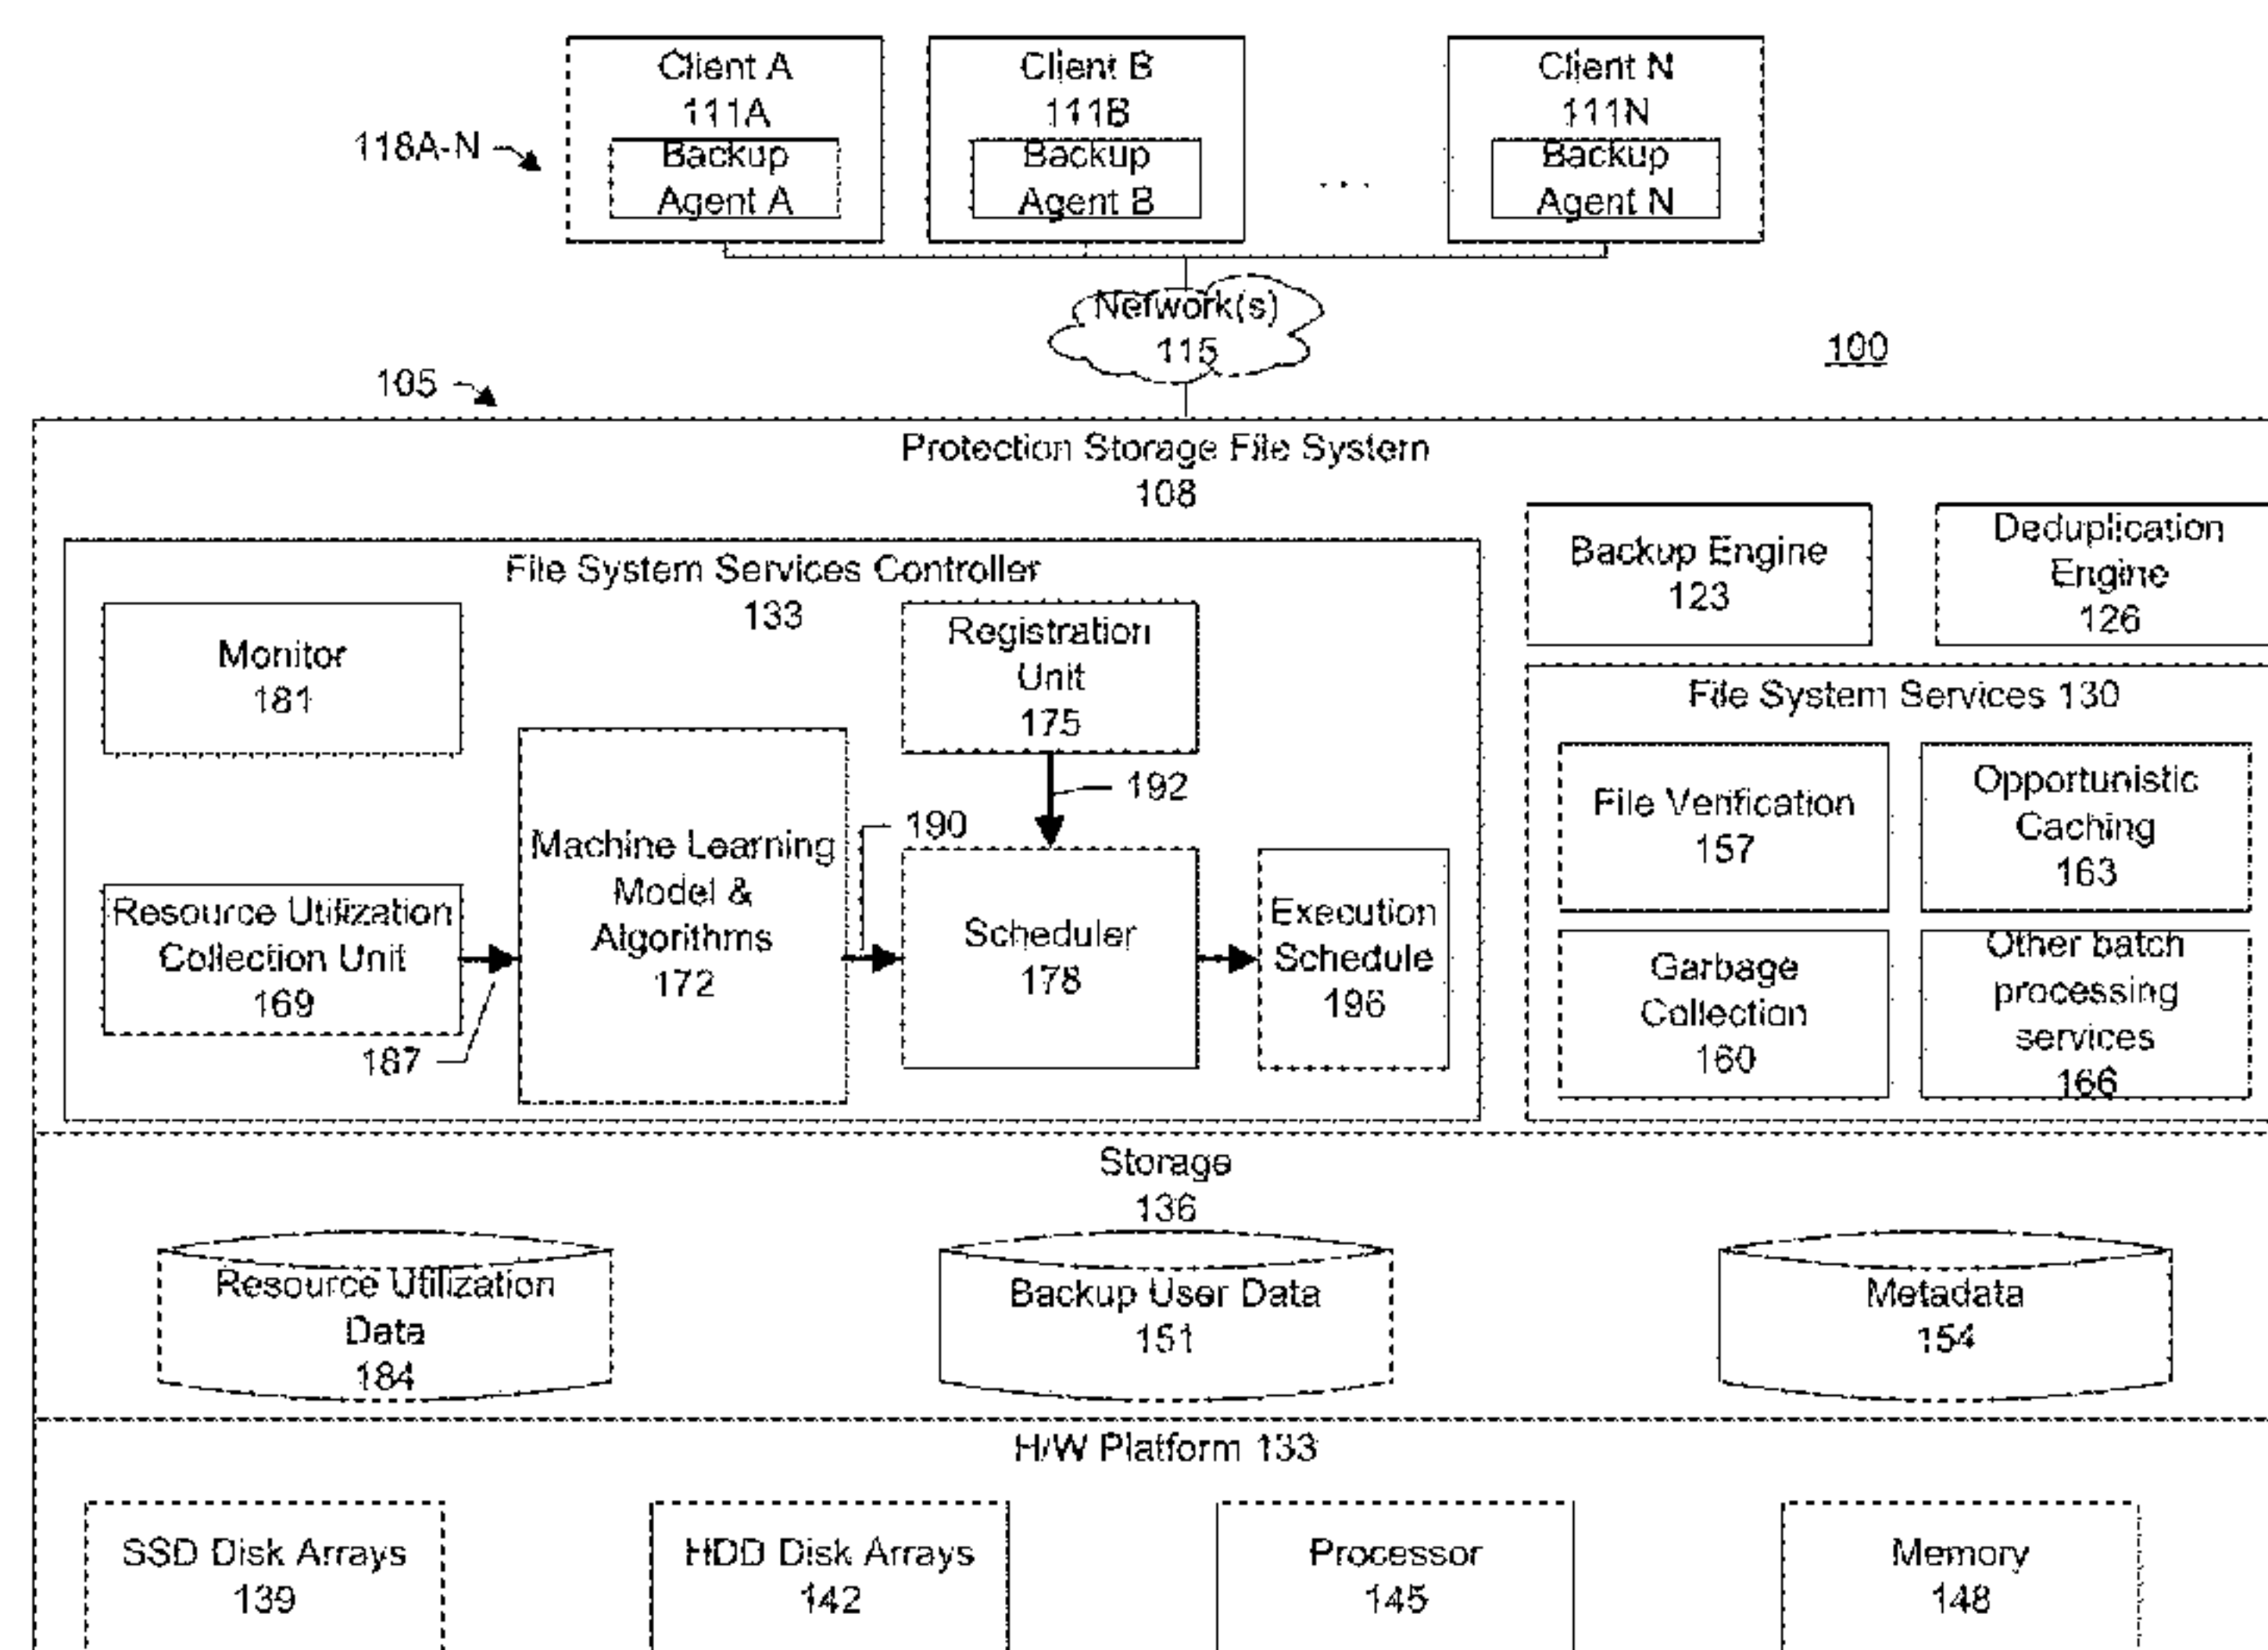 Client A
111A
Backup
Agent A
Client B
111B
Backup
Agent B
. . .
Client N
111N
Backup
Agent N
118A-N
Network(s)
115
100
105
Protection Storage File System
108
File System Services Controller
133
Monitor
181
Registration
Unit
175
192
190
Machine Learning
Model &
Algorithms
172
Resource Utilization
Collection Unit
169
187
Scheduler
178
Execution
Schedule
196
Backup Engine
123
Deduplication
Engine
126
File System Services 130
File Verification
157
Opportunistic
Caching
163
Garbage
Collection
160
Other batch
processing
services
166
Storage
136
Resource Utilization
Data
184
Backup User Data
151
Metadata
154
H/W Platform 133
SSD Disk Arrays
139
HDD Disk Arrays
142
Processor
145
Memory
148